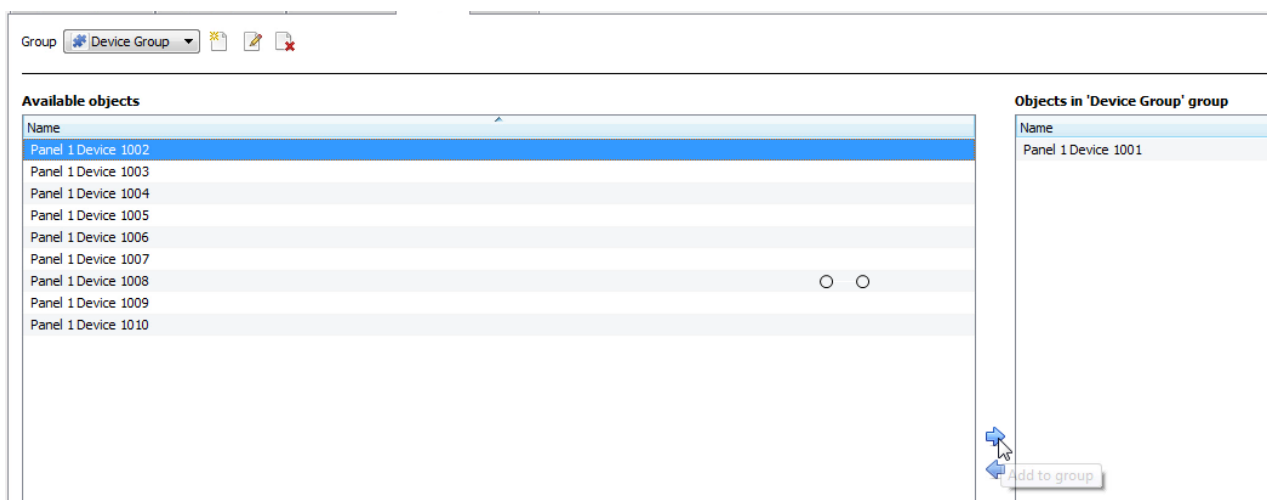 Group Device Group
Available objects
Name
Panel 1 Device 1002
Panel 1 Device 1003
Panel 1 Device 1004
Panel 1 Device 1005
Panel 1 Device 1006
Panel 1 Device 1007
Panel 1 Device 1008
Panel 1 Device 1009
Panel 1 Device 1010
Objects in 'Device Group' group
Name
Panel 1 Device 1001
Add to group